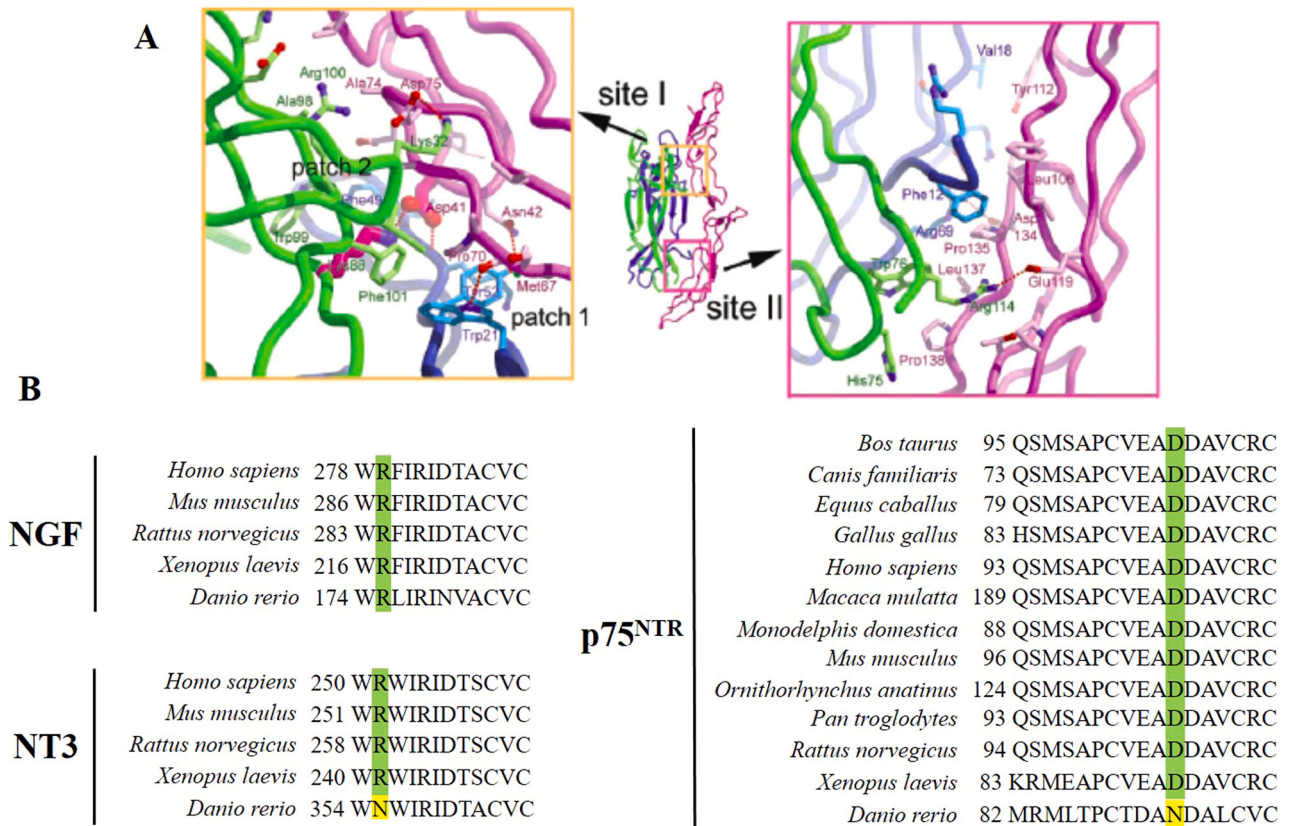 A
Arg100
Ala74
Asp75
Ala98
Lys32
patch 2
Phe49
Asp41
Asn42
Trp99
Pro70
Phe101
Met67
patch 1
Trp21
site I
site II
Val18
Tyr112
Phe12
Leu106
Arg69
Asp
134
Pro135
Trp76
Leu137
Glu119
Arg114
Pro138
His75
B
NGF
Homo sapiens 278 WRFIRIDTACVC
Mus musculus 286 WRFIRIDTACVC
Rattus norvegicus 283 WRFIRIDTACVC
Xenopus laevis 216 WRFIRIDTACVC
Danio rerio 174 WRLIRINVACVC
NT3
Homo sapiens 250 WRWIRIDTSCVC
Mus musculus 251 WRWIRIDTSCVC
Rattus norvegicus 258 WRWIRIDTSCVC
Xenopus laevis 240 WRWIRIDTSCVC
Danio rerio 354 WNWIRIDTACVC
p75NTR
Bos taurus 95 QSMSAPCVEADDAVCRC
Canis familiaris 73 QSMSAPCVEADDAVCRC
Equus caballus 79 QSMSAPCVEADDAVCRC
Gallus gallus 83 HSMSAPCVEADDAVCRC
Homo sapiens 93 QSMSAPCVEADDAVCRC
Macaca mulatta 189 QSMSAPCVEADDAVCRC
Monodelphis domestica 88 QSMSAPCVEADDAVCRC
Mus musculus 96 QSMSAPCVEADDAVCRC
Ornithorhynchus anatinus 124 QSMSAPCVEADDAVCRC
Pan troglodytes 93 QSMSAPCVEADDAVCRC
Rattus norvegicus 94 QSMSAPCVEADDAVCRC
Xenopus laevis 83 KRMEAPCVEADDAVCRC
Danio rerio 82 MRMLTPCTDANDALCVC